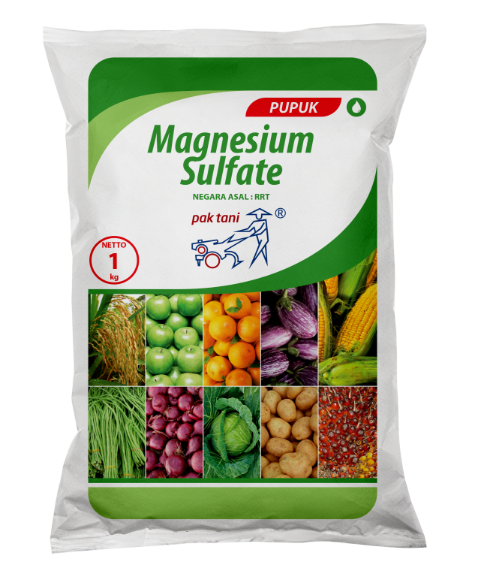 PUPUK
Magnesium
Sulfate
NEGARA ASAL : RRT
pak tani ®
NETTO
1
kg